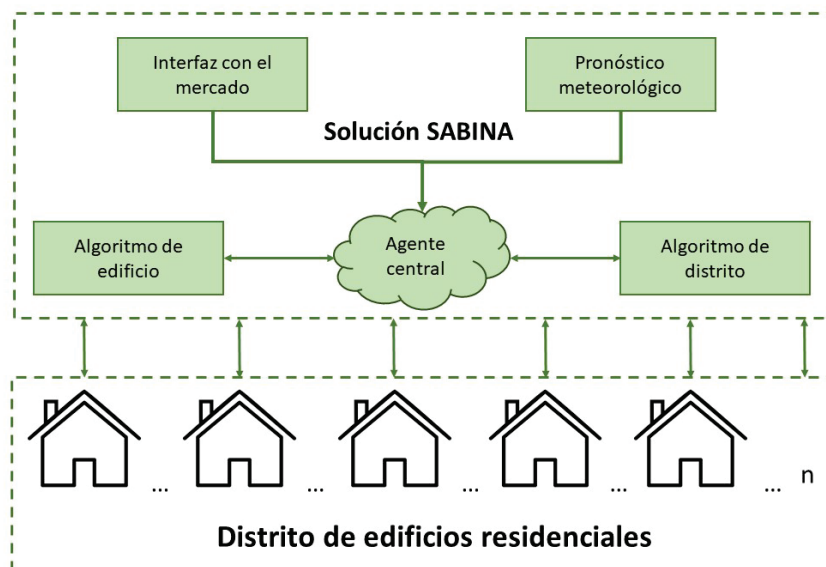 Interfaz con el
mercado
Pronóstico
meteorológico
Solución SABINA
Algoritmo de
edificio
Agente
central
Algoritmo de
distrito
... ... ... ... ... n
Distrito de edificios residenciales